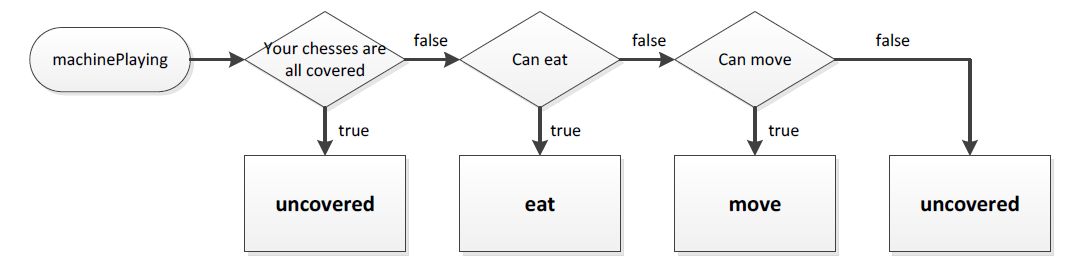 machinePlaying
Your chesses are
all covered
false
Can eat
false
Can move
false
true
true
true
uncovered
eat
move
uncovered